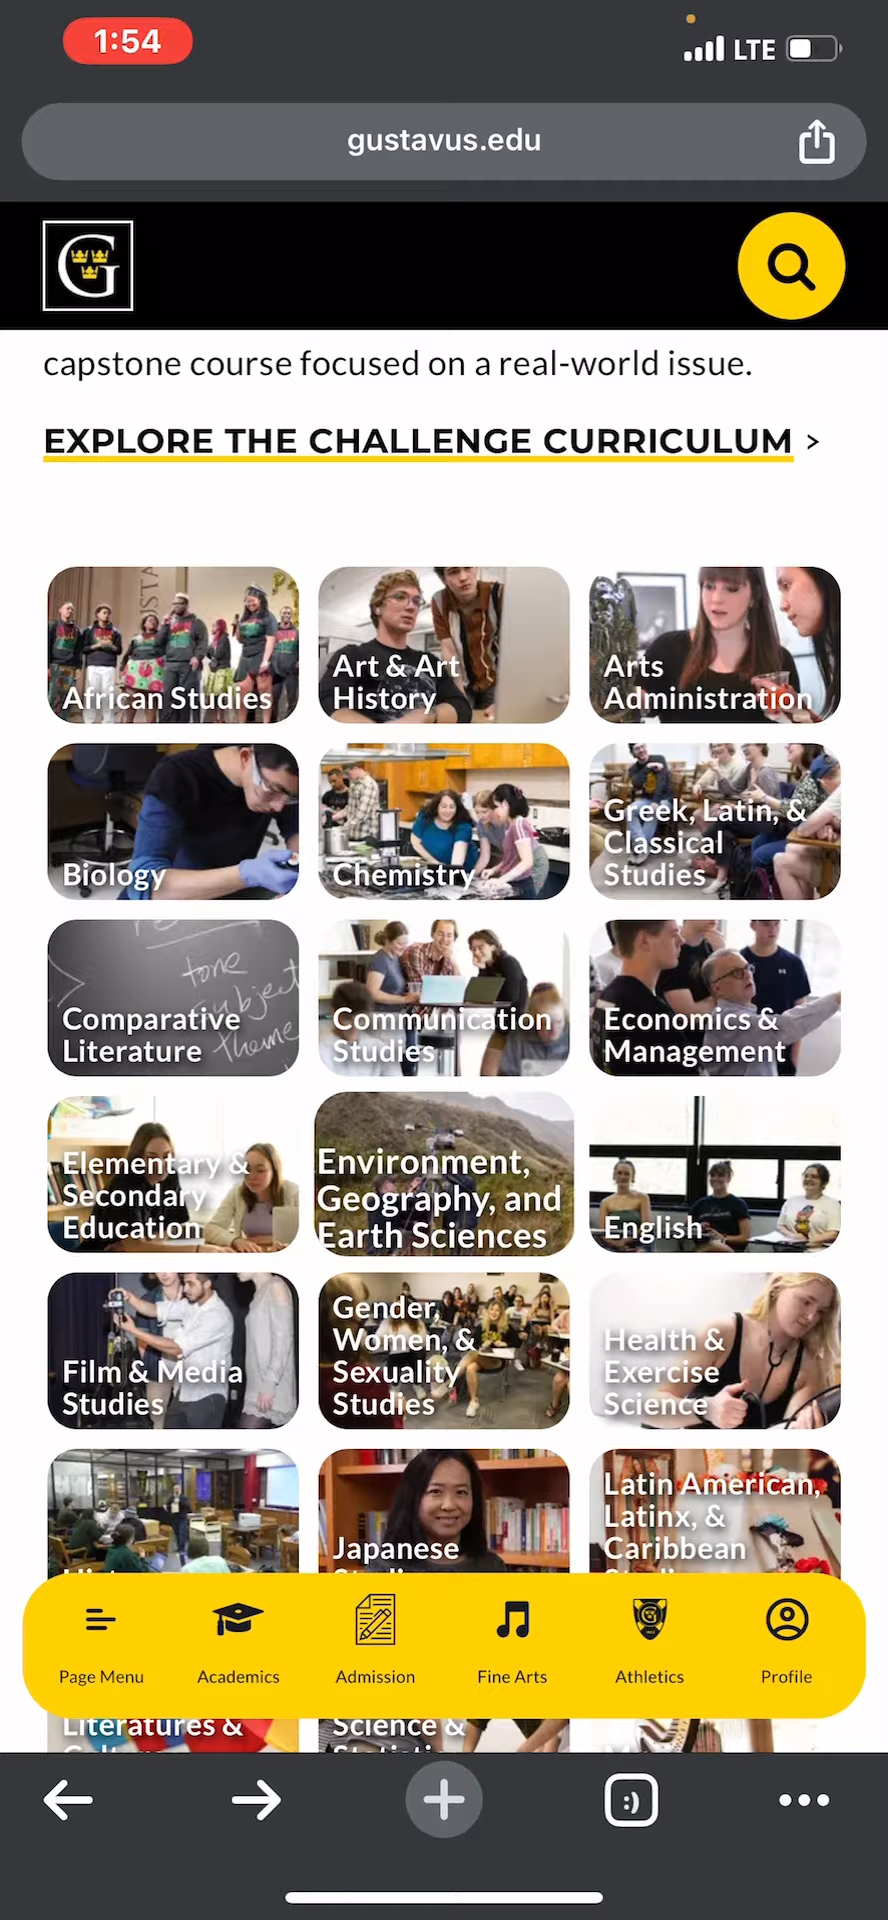 1:54
LTE
gustavus.edu
G
capstone course focused on a real-world issue.
EXPLORE THE CHALLENGE CURRICULUM >
African Studies
Art & Art
History
Arts
Administration
Biology
Chemistry
Greek, Latin, &
Classical
Studies
tone
subject
theme
Comparative
Literature
Communication
Studies
Economics &
Management
Elementary &
Secondary
Education
Environment,
Geography, and
Earth Sciences
English
Film & Media
Studies
Gender,
Women, &
Sexuality
Studies
Health &
Exercise
Science
Japanese
Latin American,
Latinx, &
Caribbean
Page Menu
Academics
Admission
Fine Arts
Athletics
Profile
Literatures &
Science &
:)